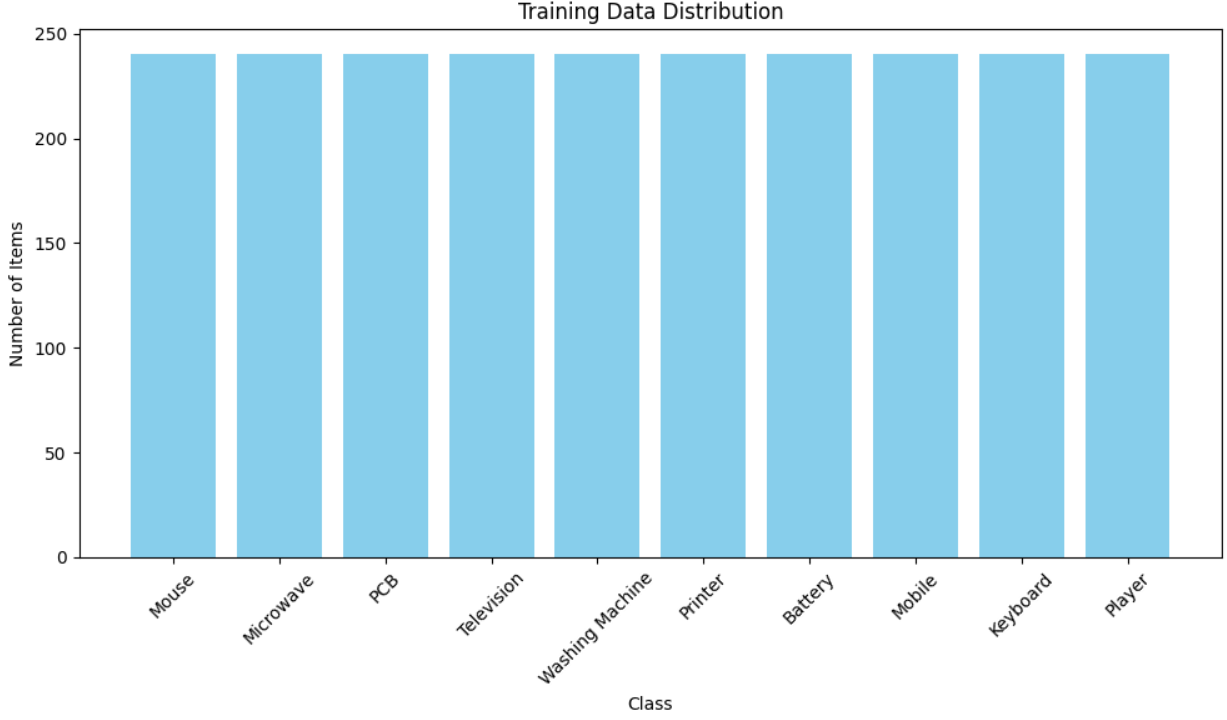 Training Data Distribution
250
200
150
100
50
0
Number of Items
Mouse
Microwave
PCB
Television
Washing Machine
Printer
Battery
Mobile
Keyboard
Player
Class